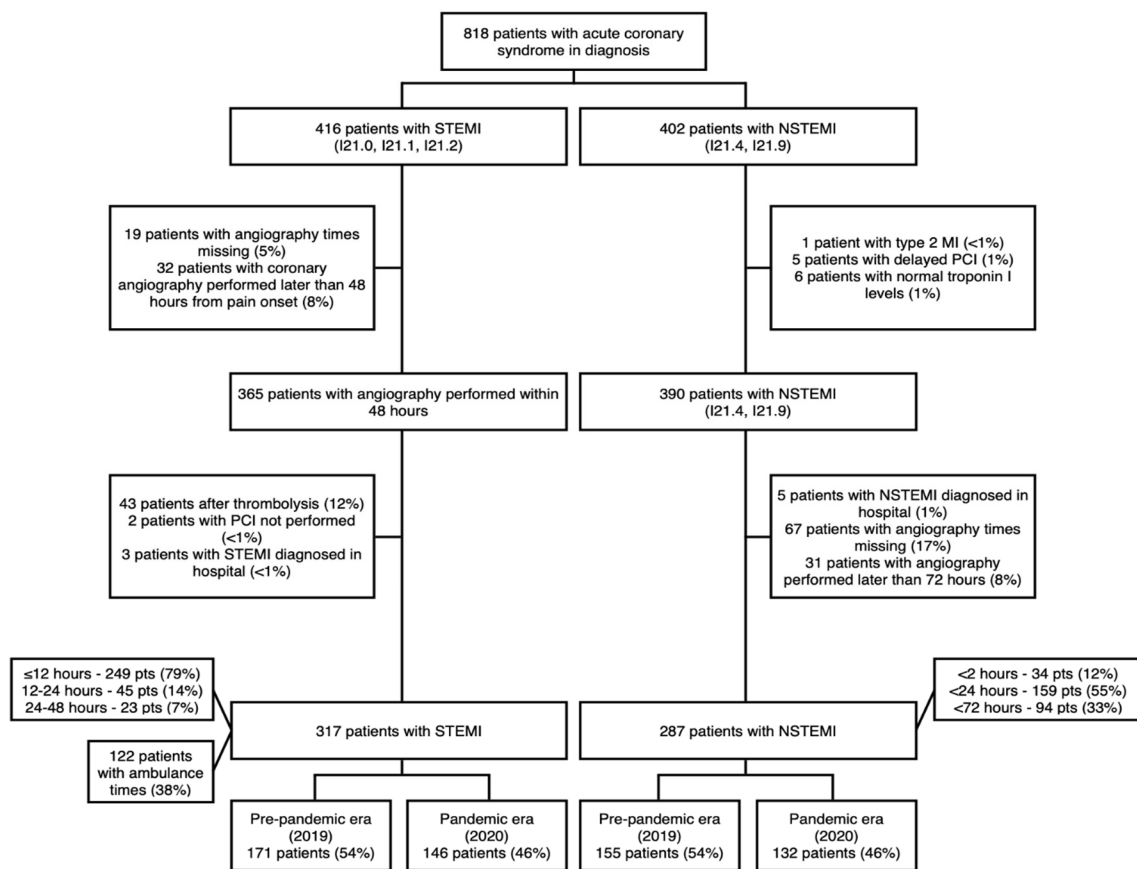 818 patients with acute coronary
syndrome in diagnosis
416 patients with STEMI
(I21.0, I21.1, I21.2)
402 patients with NSTEMI
(I21.4, I21.9)
19 patients with angiography times
missing (5%)
32 patients with coronary
angiography performed later than 48
hours from pain onset (8%)
1 patient with type 2 MI (<1%)
5 patients with delayed PCI (1%)
6 patients with normal troponin I
levels (1%)
365 patients with angiography performed within
48 hours
390 patients with NSTEMI
(I21.4, I21.9)
43 patients after thrombolysis (12%)
2 patients with PCI not performed
(<1%)
3 patients with STEMI diagnosed in
hospital (<1%)
5 patients with NSTEMI diagnosed in
hospital (1%)
67 patients with angiography times
missing (17%)
31 patients with angiography
performed later than 72 hours (8%)
≤12 hours - 249 pts (79%)
12-24 hours - 45 pts (14%)
24-48 hours - 23 pts (7%)
<2 hours - 34 pts (12%)
<24 hours - 159 pts (55%)
<72 hours - 94 pts (33%)
317 patients with STEMI
287 patients with NSTEMI
122 patients
with ambulance
times (38%)
Pre-pandemic era
(2019)
171 patients (54%)
Pandemic era
(2020)
146 patients (46%)
Pre-pandemic era
(2019)
155 patients (54%)
Pandemic era
(2020)
132 patients (46%)